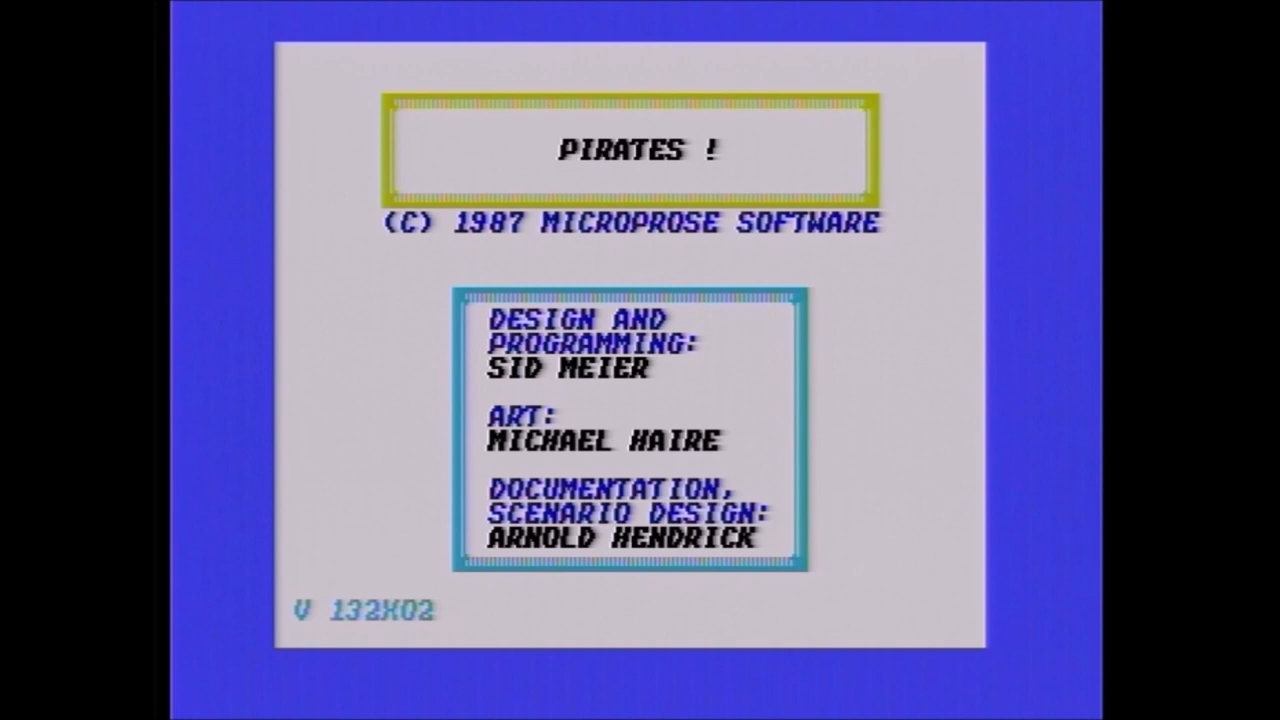 PIRATES !
(C) 1987 MICROPROSE SOFTWARE
DESIGN AND
PROGRAMMING:
SID MEIER
ART:
MICHAEL HAIRE
DOCUMENTATION,
SCENARIO DESIGN:
ARNOLD HENDRICK
V 132X02